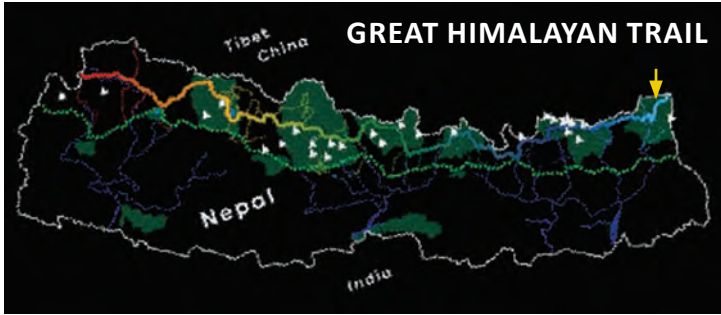 GREAT HIMALAYAN TRAIL
Tibet
China
Nepal
India